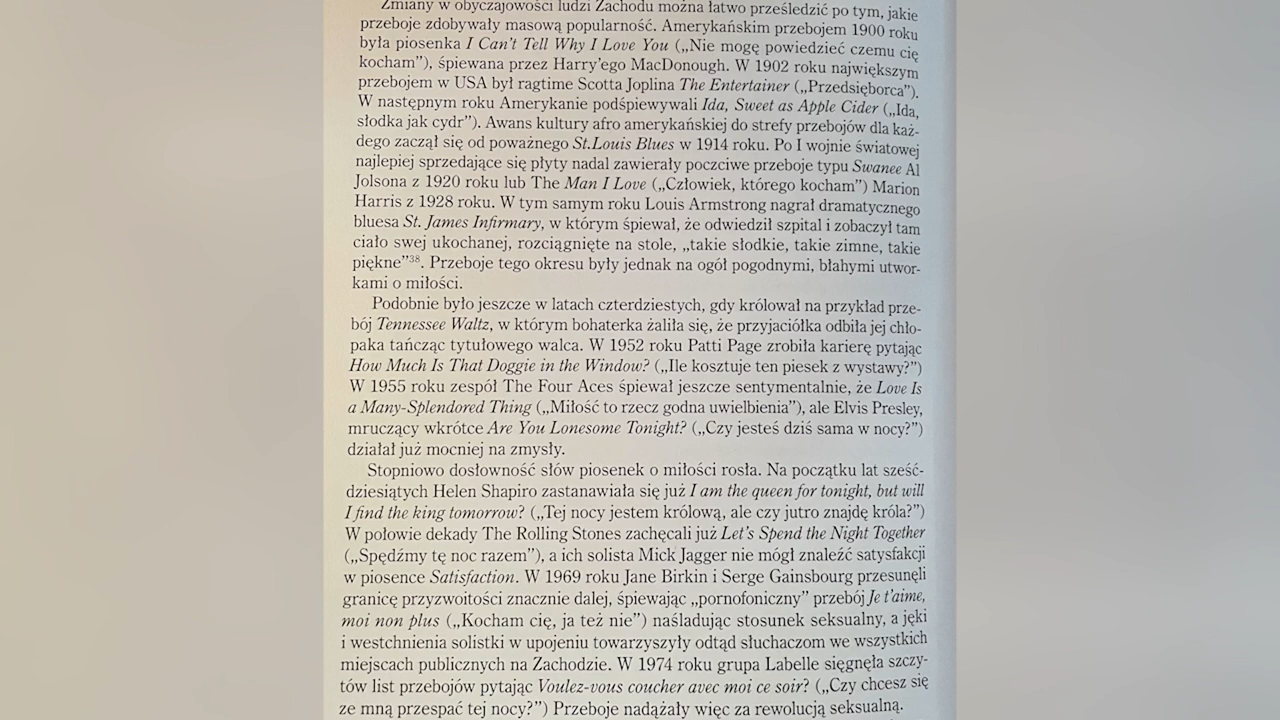 Zmiany w obyczajowości ludzi Zachodu można łatwo prześledzić po tym, jakie
przeboje zdobywały masową popularność. Amerykańskim przebojem 1900 roku
była piosenka I Can't Tell Why I Love You („Nie mogę powiedzieć czemu cię
kocham"), śpiewana przez Harry'ego MacDonough. W 1902 roku największym
przebojem w USA był ragtime Scotta Joplina The Entertainer („Przedsięborca").
W następnym roku Amerykanie podśpiewywali Ida, Sweet as Apple Cider („Ida,
słodka jak cydr"). Awans kultury afro amerykańskiej do strefy przebojów dla każ-
dego zaczął się od poważnego St.Louis Blues w 1914 roku. Po I wojnie światowej
najlepiej sprzedające się płyty nadal zawierały poczciwe przeboje typu Swanee Al
Jolsona z 1920 roku lub The Man I Love („Człowiek, którego kocham") Marion
Harris z 1928 roku. W tym samym roku Louis Armstrong nagrał dramatycznego
bluesa St. James Infirmary, w którym śpiewał, że odwiedził szpital i zobaczył tam
ciało swej ukochanej, rozciągnięte na stole, „takie słodkie, takie zimne, takie
piękne"38. Przeboje tego okresu były jednak na ogół pogodnymi, błahymi utwor-
kami o miłości.
Podobnie było jeszcze w latach czterdziestych, gdy królował na przykład prze-
bój Tennessee Waltz, w którym bohaterka żaliła się, że przyjaciółka odbiła jej chło-
paka tańcząc tytułowego walca. W 1952 roku Patti Page zrobiła karierę pytając
How Much Is That Doggie in the Window? („Ile kosztuje ten piesek z wystawy?")
W 1955 roku zespół The Four Aces śpiewał jeszcze sentymentalnie, że Love Is
a Many-Splendored Thing („Miłość to rzecz godna uwielbienia"), ale Elvis Presley,
mruczący wkrótce Are You Lonesome Tonight? („Czy jesteś dziś sama w nocy?")
działał już mocniej na zmysły.
Stopniowo dosłowność słów piosenek o miłości rosła. Na początku lat sześć-
dziesiątych Helen Shapiro zastanawiała się już I am the queen for tonight, but will
I find the king tomorrow? („Tej nocy jestem królową, ale czy jutro znajdę króla?")
W połowie dekady The Rolling Stones zachęcali już Let's Spend the Night Together
(„Spędźmy tę noc razem"), a ich solista Mick Jagger nie mógł znaleźć satysfakcji
w piosence Satisfaction. W 1969 roku Jane Birkin i Serge Gainsbourg przesunęli
granicę przyzwoitości znacznie dalej, śpiewając „pornofoniczny" przebój Je t'aime,
moi non plus („Kocham cię, ja też nie") naśladując stosunek seksualny, a jęki
i westchnienia solistki w upojeniu towarzyszyły odtąd słuchaczom we wszystkich
miejscach publicznych na Zachodzie. W 1974 roku grupa Labelle sięgnęła szczy-
tów list przebojów pytając Voulez-vous coucher avec moi ce soir? („Czy chcesz się
ze mną przespać tej nocy?") Przeboje nadążały więc za rewolucją seksualną.